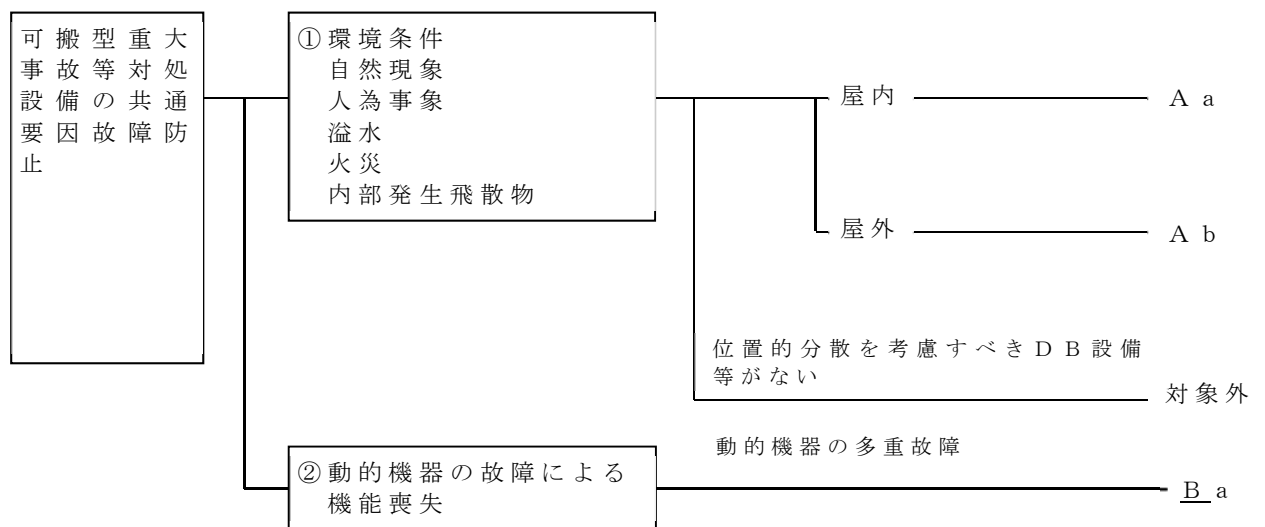 可搬型重大
事故等対処
設備の共通
要因故障防
止
①環境条件
自然現象
人為事象
溢水
火災
内部発生飛散物
屋内
Ａａ
屋外
Ａｂ
位置的分散を考慮すべきＤＢ設備
等がない
対象外
動的機器の多重故障
②動的機器の故障による
機能喪失
Ｂａ